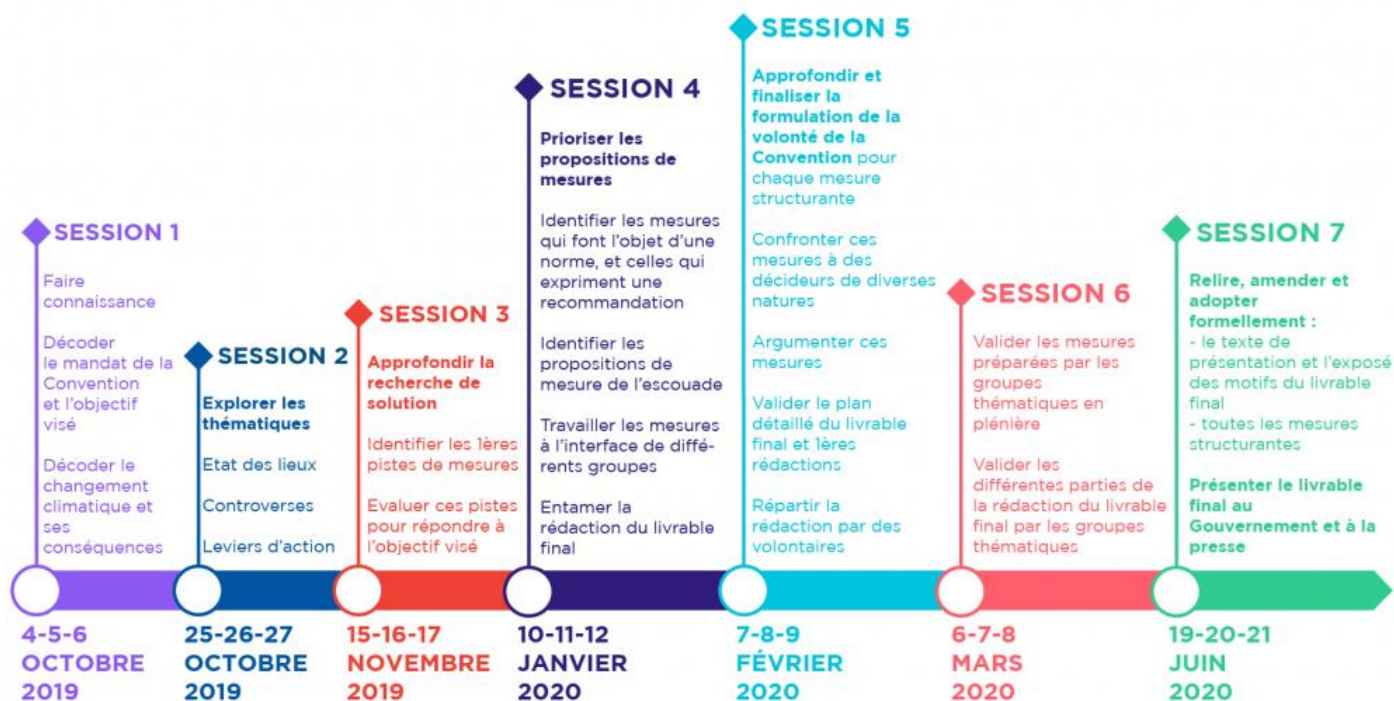 SESSION 1
Faire
connaissance
Décoder
le mandat de la
Convention
et l'objectif
visé
Décoder le
changement
climatique et
ses
conséquences
4-5-6
OCTOBRE
2019
SESSION 2
Explorer les
thématiques
Etat des lieux
Controverses
Leviers d'action
25-26-27
OCTOBRE
2019
SESSION 3
Approfondir la
recherche de
solution
Identifier les 1ères
pistes de mesures
Evaluer ces pistes
pour répondre à
l'objectif visé
15-16-17
NOVEMBRE
2019
SESSION 4
Prioriser les
propositions de
mesures
Identifier les mesures
qui font l'objet d'une
norme, et celles qui
expriment une
recommandation
Identifier les
propositions de
mesure de l'escouade
Travailler les mesures
à l'interface de diffé-
rents groupes
Entamer la
rédaction du livrable
final
10-11-12
JANVIER
2020
SESSION 5
Approfondir et
finaliser la
formulation de la
volonté de la
Convention pour
chaque mesure
structurante
Confronter ces
mesures à des
décideurs de diverses
natures
Argumenter ces
mesures
Valider le plan
détaillé du livrable
final et 1ères
rédactions
Répartir la
rédaction par des
volontaires
7-8-9
FÉVRIER
2020
SESSION 6
Valider les mesures
préparées par les
groupes
thématiques en
plénière
Valider les
différentes parties de
la rédaction du livrable
final par les groupes
thématiques
6-7-8
MARS
2020
SESSION 7
Relire, amender et
adopter
formellement :
- le texte de
présentation et l'exposé
des motifs du livrable
final
- toutes les mesures
structurantes
Présenter le livrable
final au
Gouvernement et à la
presse
19-20-21
JUIN
2020